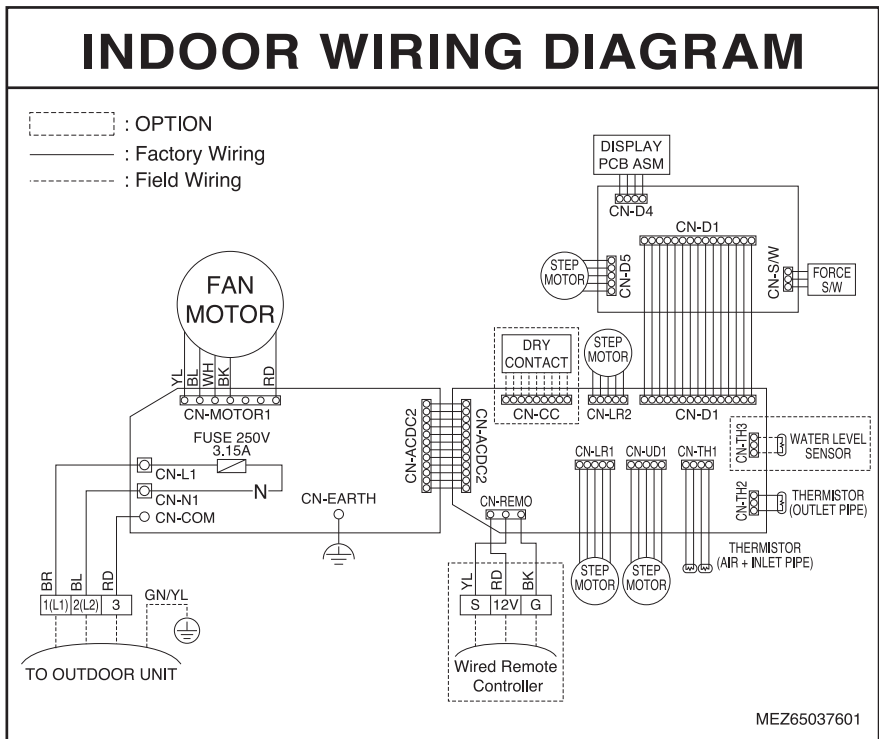 INDOOR WIRING DIAGRAM
: OPTION
: Factory Wiring
: Field Wiring
DISPLAY
PCB ASM
CN-D4
CN-D1
STEP
MOTOR
CN-D5
CN-S/W
FORCE
S/W
FAN
MOTOR
YL
BL
WH
BK
RD
CN-MOTOR1
FUSE 250V
3.15A
CN-L1
CN-N1
N
CN-COM
CN-EARTH
CN-ACDC2
CN-ACDC2
DRY
CONTACT
CN-CC
STEP
MOTOR
CN-LR2
CN-D1
CN-LR1
CN-UD1
CN-TH1
CN-TH3
WATER LEVEL
SENSOR
CN-TH2
THERMISTOR
(OUTLET PIPE)
THERMISTOR
(AIR + INLET PIPE)
STEP
MOTOR
STEP
MOTOR
CN-REMO
YL
RD
BK
S 12V G
Wired Remote
Controller
BR
BL
RD
GN/YL
1(L1) 2(L2) 3
TO OUTDOOR UNIT
MEZ65037601